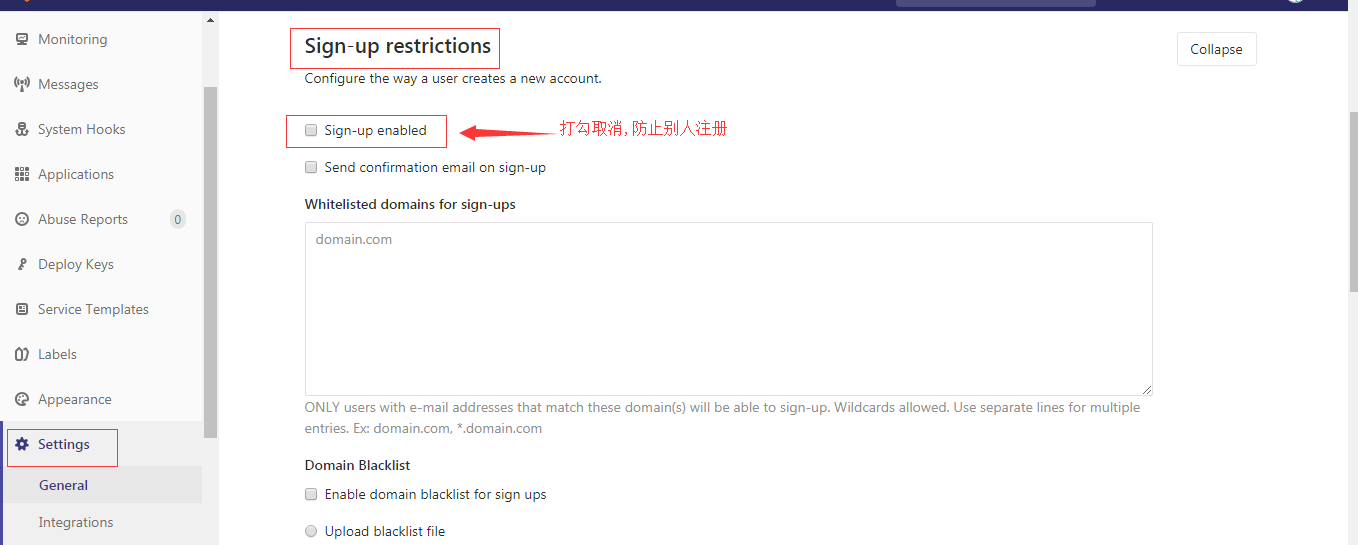 Monitoring
Messages
System Hooks
Applications
Abuse Reports 0
Deploy Keys
Service Templates
Labels
Appearance
Settings
General
Integrations
Sign-up restrictions
Collapse
Configure the way a user creates a new account.
Sign-up enabled
打勾取消,防止别人注册
Send confirmation email on sign-up
Whitelisted domains for sign-ups
domain.com
ONLY users with e-mail addresses that match these domain(s) will be able to sign-up. Wildcards allowed. Use separate lines for multiple
entries. Ex: domain.com, *.domain.com
Domain Blacklist
Enable domain blacklist for sign ups
Upload blacklist file